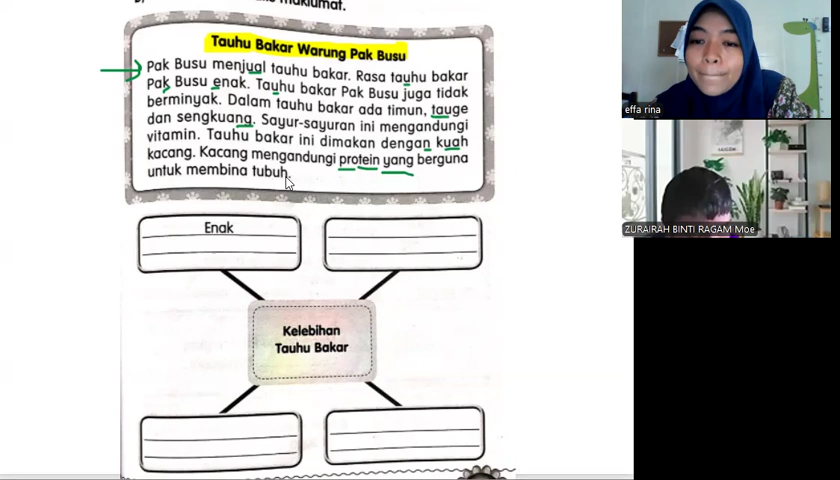 maklumat.
Tauhu Bakar Warung Pak Busu
Pak Busu menjual tauhu bakar. Rasa tauhu bakar
Pak Busu enak. Tauhu bakar Pak Busu juga tidak
berminyak. Dalam tauhu bakar ada timun, tauge
dan sengkuang. Sayur-sayuran ini mengandungi
vitamin. Tauhu bakar ini dimakan dengan kuah
kacang. Kacang mengandungi protein yang berguna
untuk membina tubuh.
Enak
Kelebihan
Tauhu Bakar
effa rina
ZURAIRAH BINTI RAGAM Moe